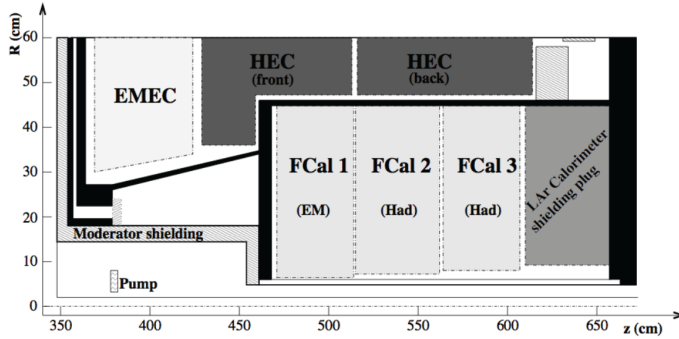 R (cm)
60
50
40
30
20
10
0
HEC
(front)
HEC
(back)
EMEC
FCal 1
(EM)
FCal 2
(Had)
FCal 3
(Had)
LAr Calorimeter
shielding plug
Moderator shielding
Pump
350
400
450
500
550
600
650
z (cm)